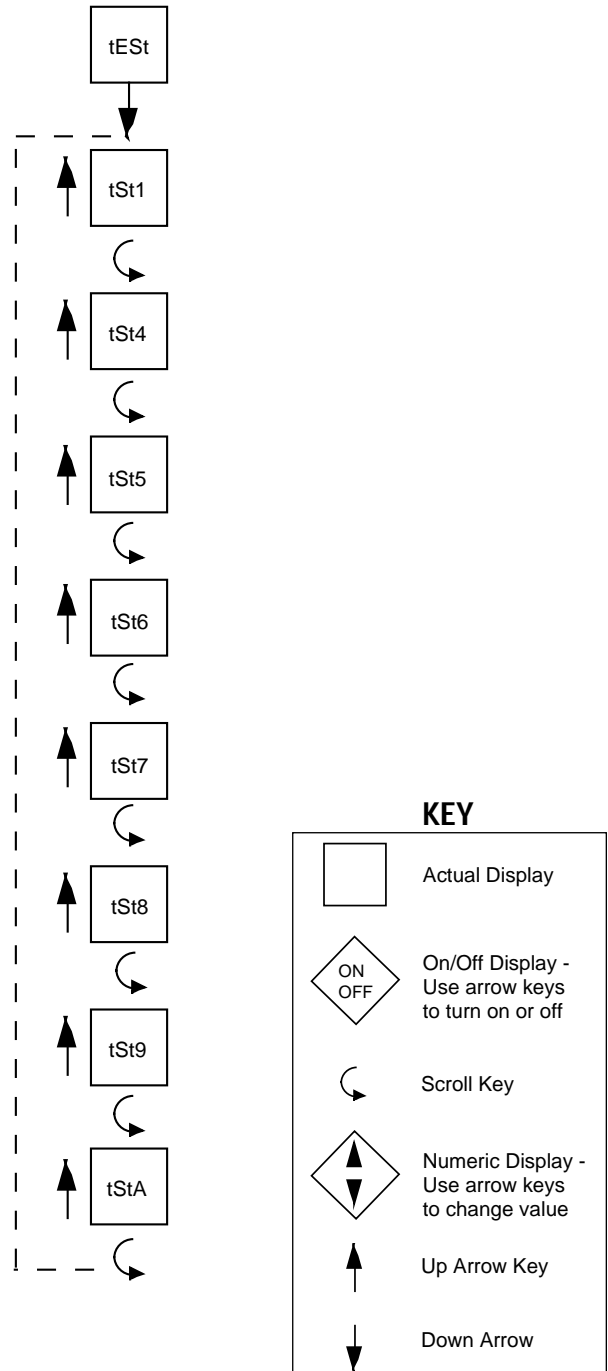 tESt
tSt1
tSt4
tSt5
tSt6
tSt7
tSt8
tSt9
tStA
KEY
Actual Display
ON
OFF
On/Off Display -
Use arrow keys
to turn on or off
Scroll Key
Numeric Display -
Use arrow keys
to change value
Up Arrow Key
Down Arrow